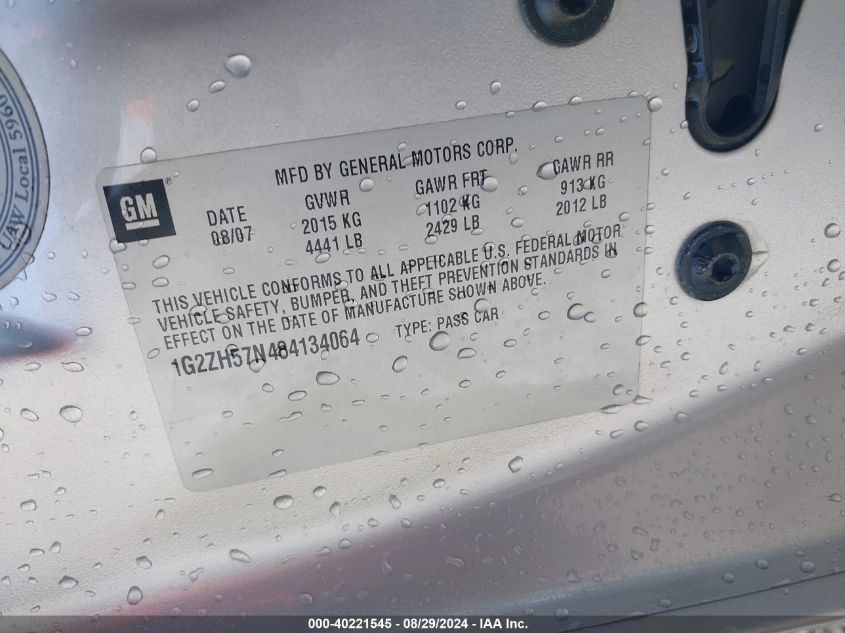 UAW Local 5960
GM
®
MFD BY GENERAL MOTORS CORP.
DATE GVWR GAWR FRT GAWR RR
08/07 2015 KG 1102 KG 913 KG
4441 LB 2429 LB 2012 LB
THIS VEHICLE CONFORMS TO ALL APPLICABLE U.S. FEDERAL MOTOR
VEHICLE SAFETY, BUMPER, AND THEFT PREVENTION STANDARDS IN
EFFECT ON THE DATE OF MANUFACTURE SHOWN ABOVE.
1G2ZH57N484134064 TYPE: PASS CAR
000-40221545 - 08/29/2024 - IAA Inc.